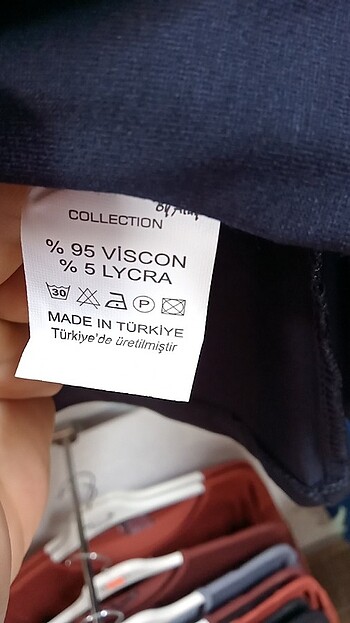 COLLECTION
% 95 VİSCON
% 5 LYCRA
30 P
MADE IN TÜRKİYE
Türkiye'de üretilmiştir